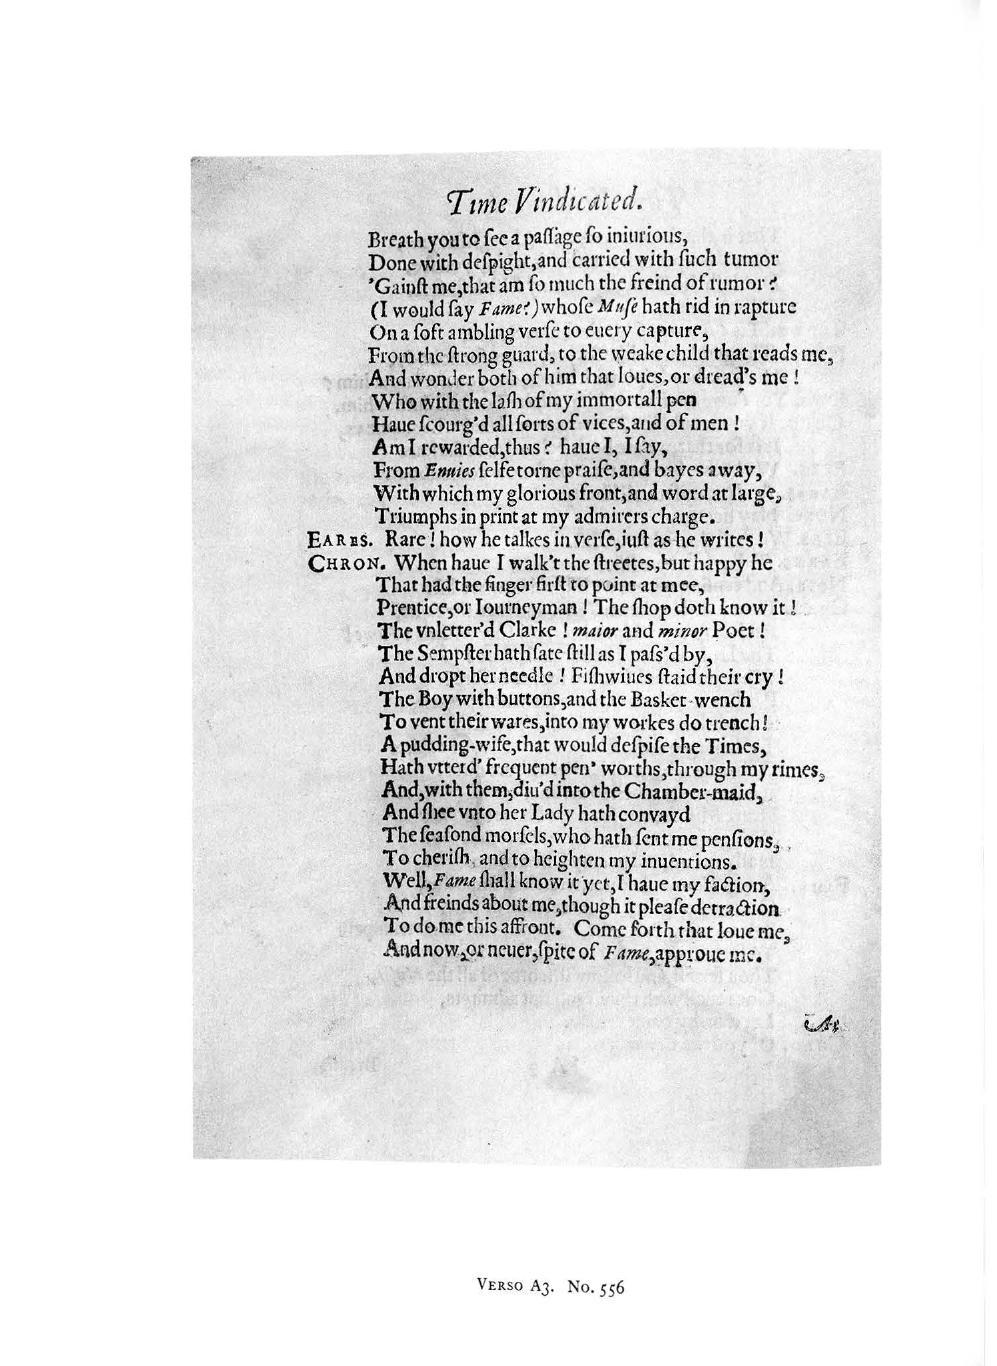 Time Vindicated.
Breath you to ſee a paſſage ſo iniurious,
Done with deſpight,and carried with ſuch tumor
'Gainſt me,that am ſo much the freind of rumor?
(I would ſay Fame?) whoſe Muſe hath rid in rapture
On a ſoft ambling verſe to euery capture,
From the ſtrong guard, to the weake child that reads me,
And wonder both of him that loues,or dread's me!
Who with the laſh of my immortall pen
Haue ſcourg'd all ſorts of vices,and of men!
Am I rewarded,thus? haue I, I ſay,
From Enuies ſelfe torne praiſe,and bayes away,
With which my glorious front,and word at large,
Triumphs in print at my admirers charge.
EARES. Rare! how he talkes in verſe,iuſt as he writes!
CHRON. When haue I walk't the ſtreetes,but happy he
That had the finger firſt to point at mee,
Prentice,or Iourneyman! The ſhop doth know it!
The vnletter'd Clarke! maior and minor Poet!
The Sempſter hath ſate ſtill as I paſs'd by,
And dropt her needle! Fiſhwiues ſtaid their cry!
The Boy with buttons,and the Basket-wench
To vent their wares,into my workes do trench!
A pudding-wife,that would deſpiſe the Times,
Hath vtterd' frequent pen' worths,through my rimes,
And,with them,diu'd into the Chamber-maid,
And ſhee vnto her Lady hath convayd
The ſeaſond morſels,who hath ſent me penſions,
To cheriſh, and to heighten my inuentions.
Well,Fame ſhall know it yet,I haue my faction,
And freinds about me,though it pleaſe detraction
To do me this affront. Come forth that loue me,
And now,or neuer,ſpite of Fame,approue me.
VERSO A3. No. 556